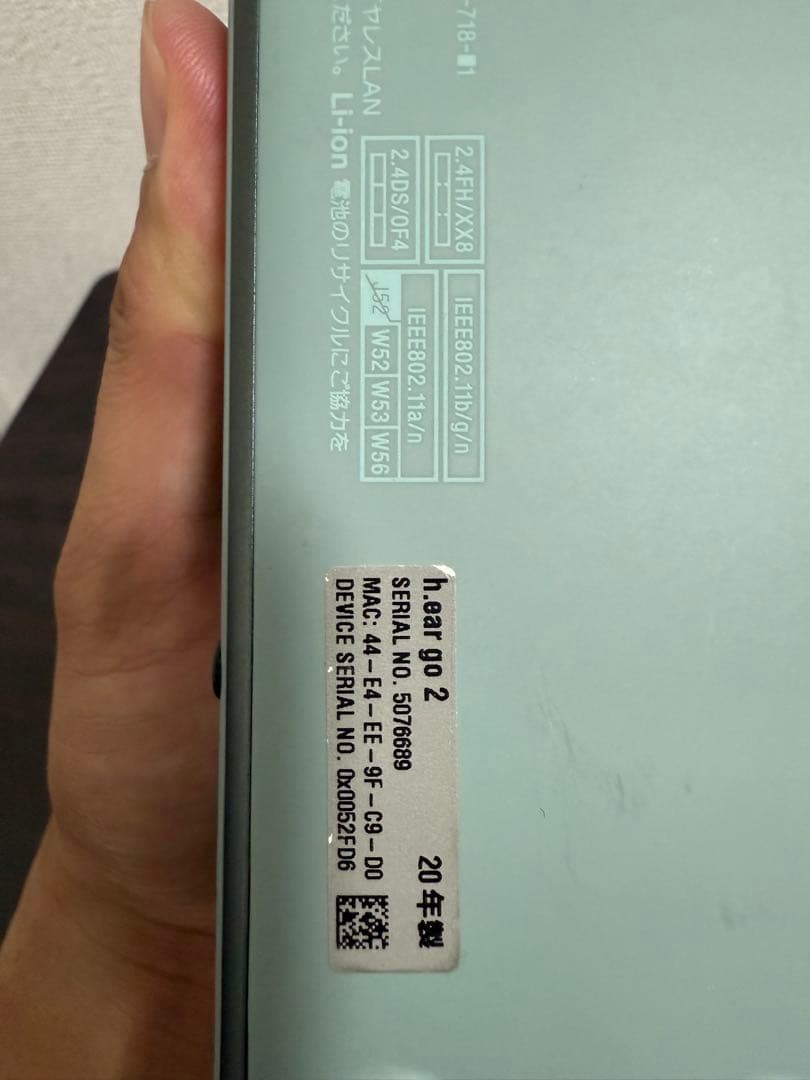 -718-■1
ヤレスLAN
ださい。 Li-ion 電池のリサイクルにご協力を
2.4FH/XX8
2.4DS/OF4
IEEE802.11b/g/n
IEEE802.11a/n
J52 W52 W53 W56
h.ear go 2
20年製
SERIAL NO. 5076689
MAC: 44-E4-EE-9F-C9-D0
DEVICE SERIAL NO. 0x0052FD6